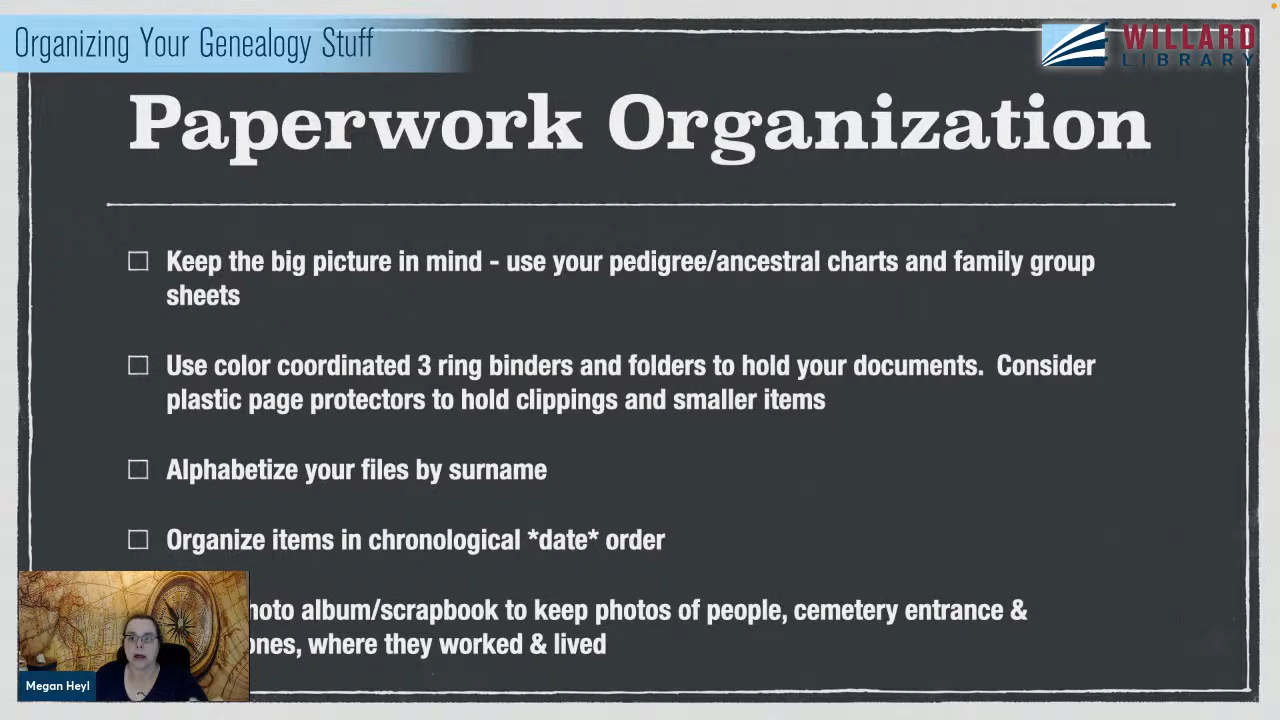 Organizing Your Genealogy Stuff
WILLARD
LIBRARY
Paperwork Organization
Keep the big picture in mind - use your pedigree/ancestral charts and family group
sheets
Use color coordinated 3 ring binders and folders to hold your documents. Consider
plastic page protectors to hold clippings and smaller items
Alphabetize your files by surname
Organize items in chronological *date* order
album/scrapbook to keep photos of people, cemetery entrance &
where they worked & lived
Megan Heyl